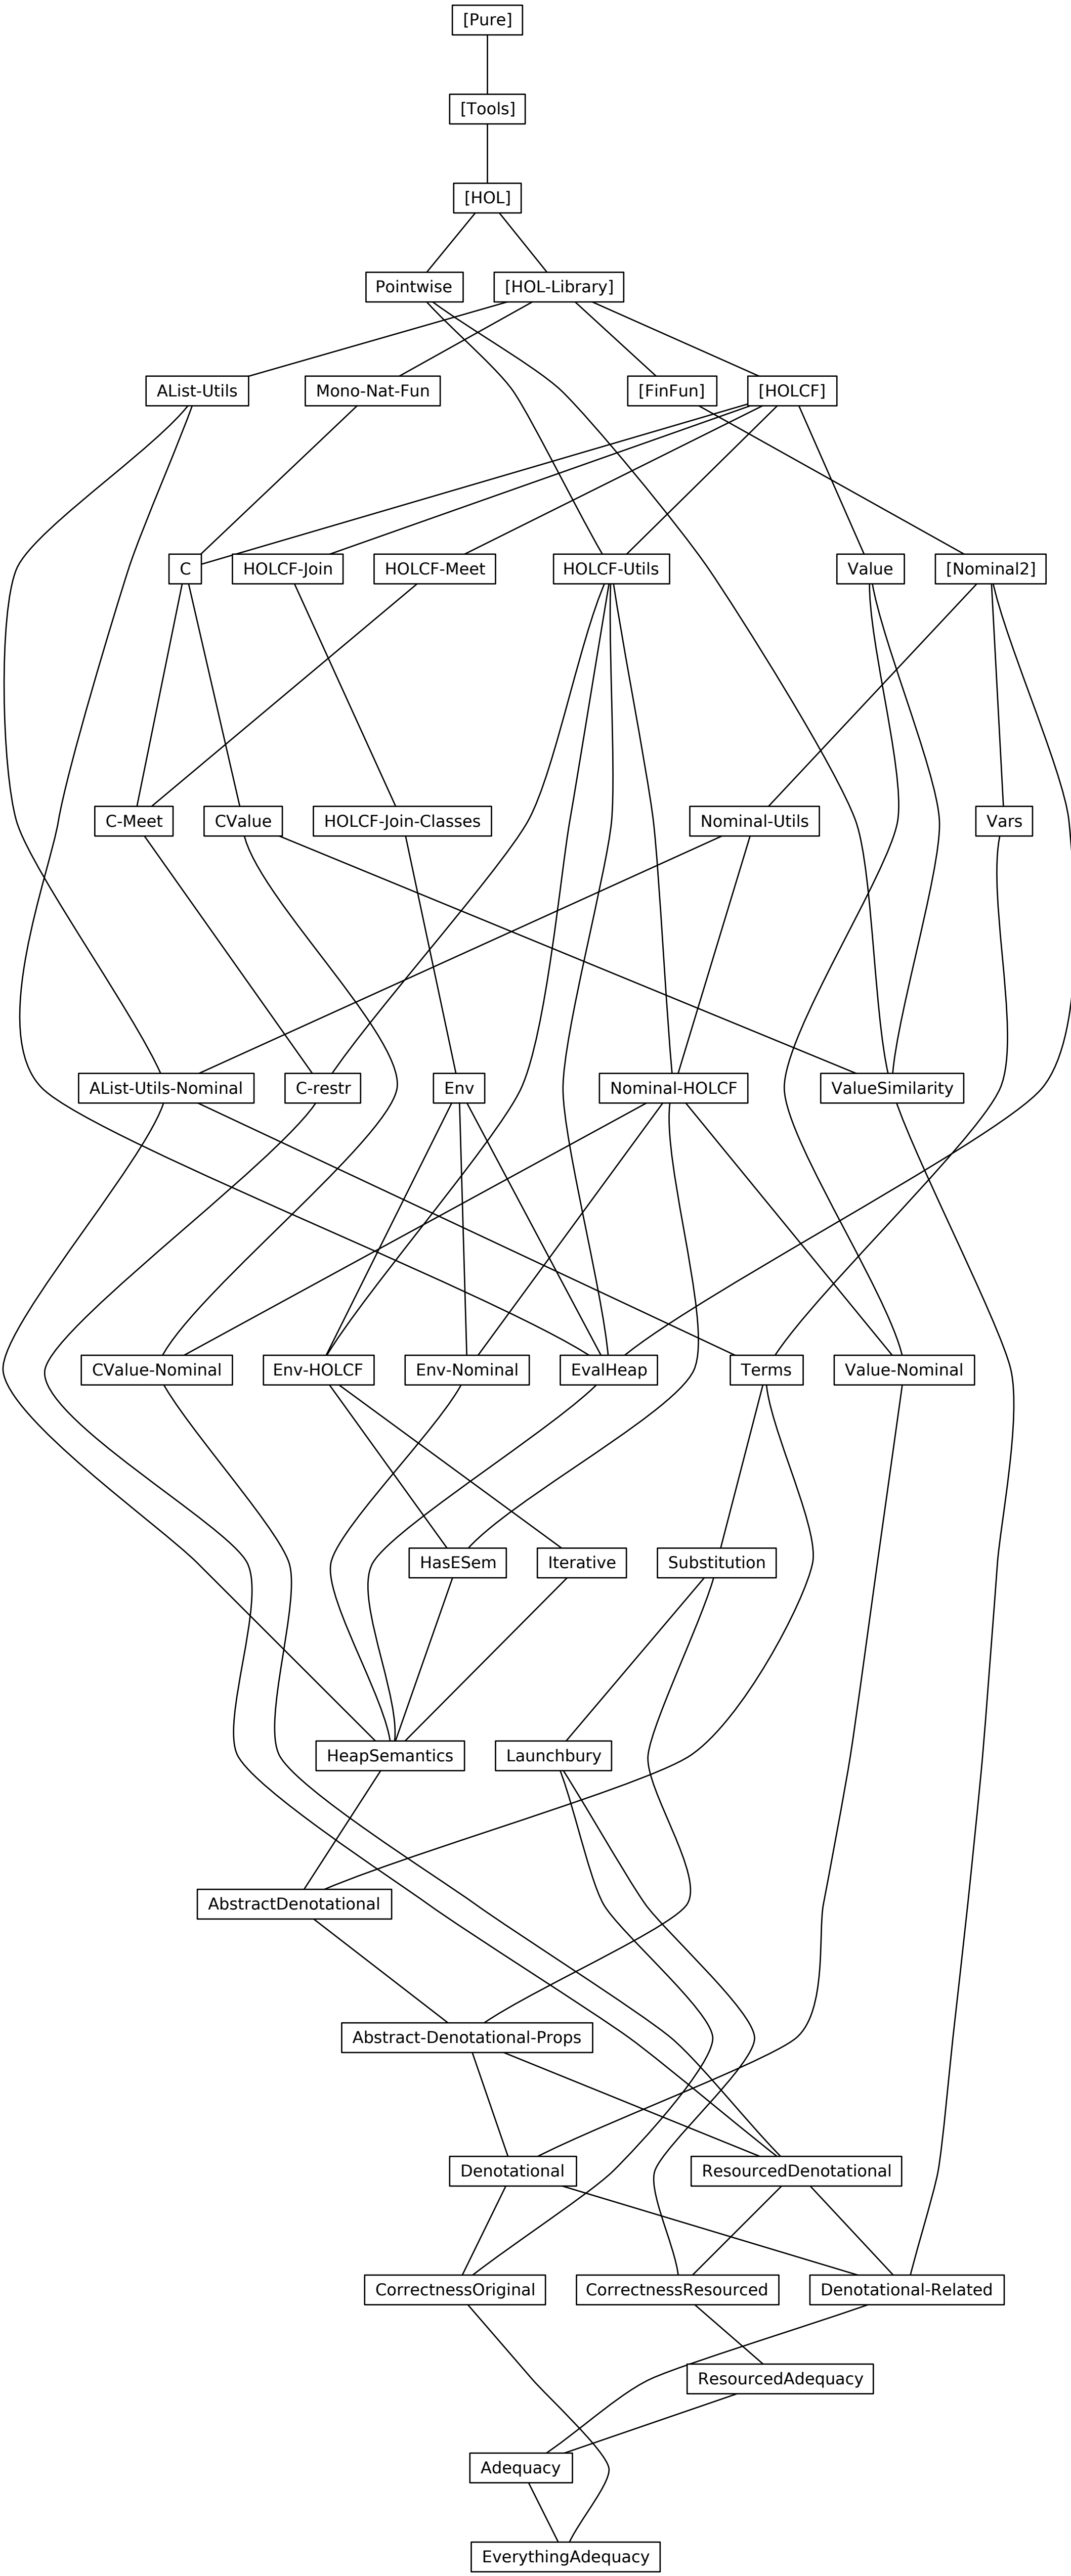 [Pure]
[Tools]
[HOL]
Pointwise
[HOL-Library]
AList-Utils
Mono-Nat-Fun
[FinFun]
[HOLCF]
C
HOLCF-Join
HOLCF-Meet
HOLCF-Utils
Value
[Nominal2]
C-Meet
CValue
HOLCF-Join-Classes
Nominal-Utils
Vars
AList-Utils-Nominal
C-restr
Env
Nominal-HOLCF
ValueSimilarity
CValue-Nominal
Env-HOLCF
Env-Nominal
EvalHeap
Terms
Value-Nominal
HasESem
Iterative
Substitution
HeapSemantics
Launchbury
AbstractDenotational
Abstract-Denotational-Props
Denotational
ResourcedDenotational
CorrectnessOriginal
CorrectnessResourced
Denotational-Related
ResourcedAdequacy
Adequacy
EverythingAdequacy